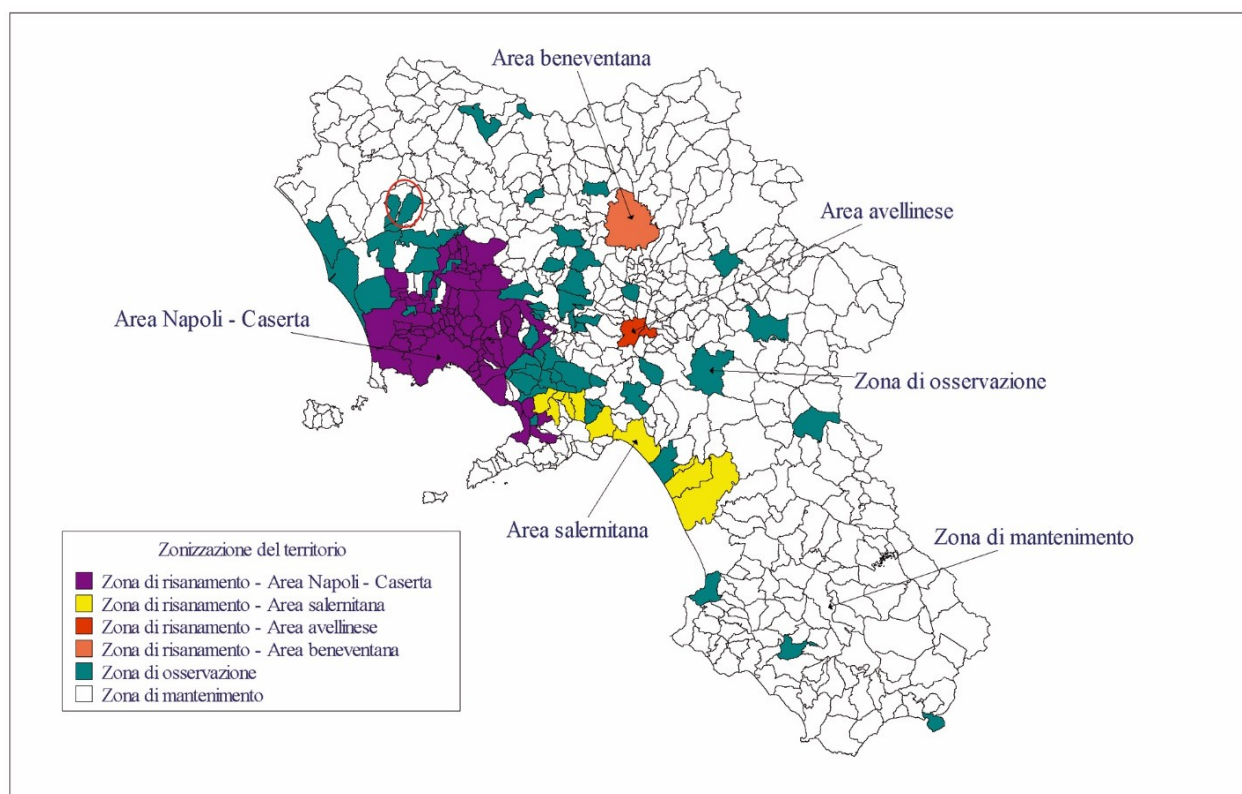 Area beneventana
Area avellinese
Area Napoli - Caserta
Zona di osservazione
Area salernitana
Zona di mantenimento
Zonizzazione del territorio
Zona di risanamento - Area Napoli - Caserta
Zona di risanamento - Area salernitana
Zona di risanamento - Area avellinese
Zona di risanamento - Area beneventana
Zona di osservazione
Zona di mantenimento